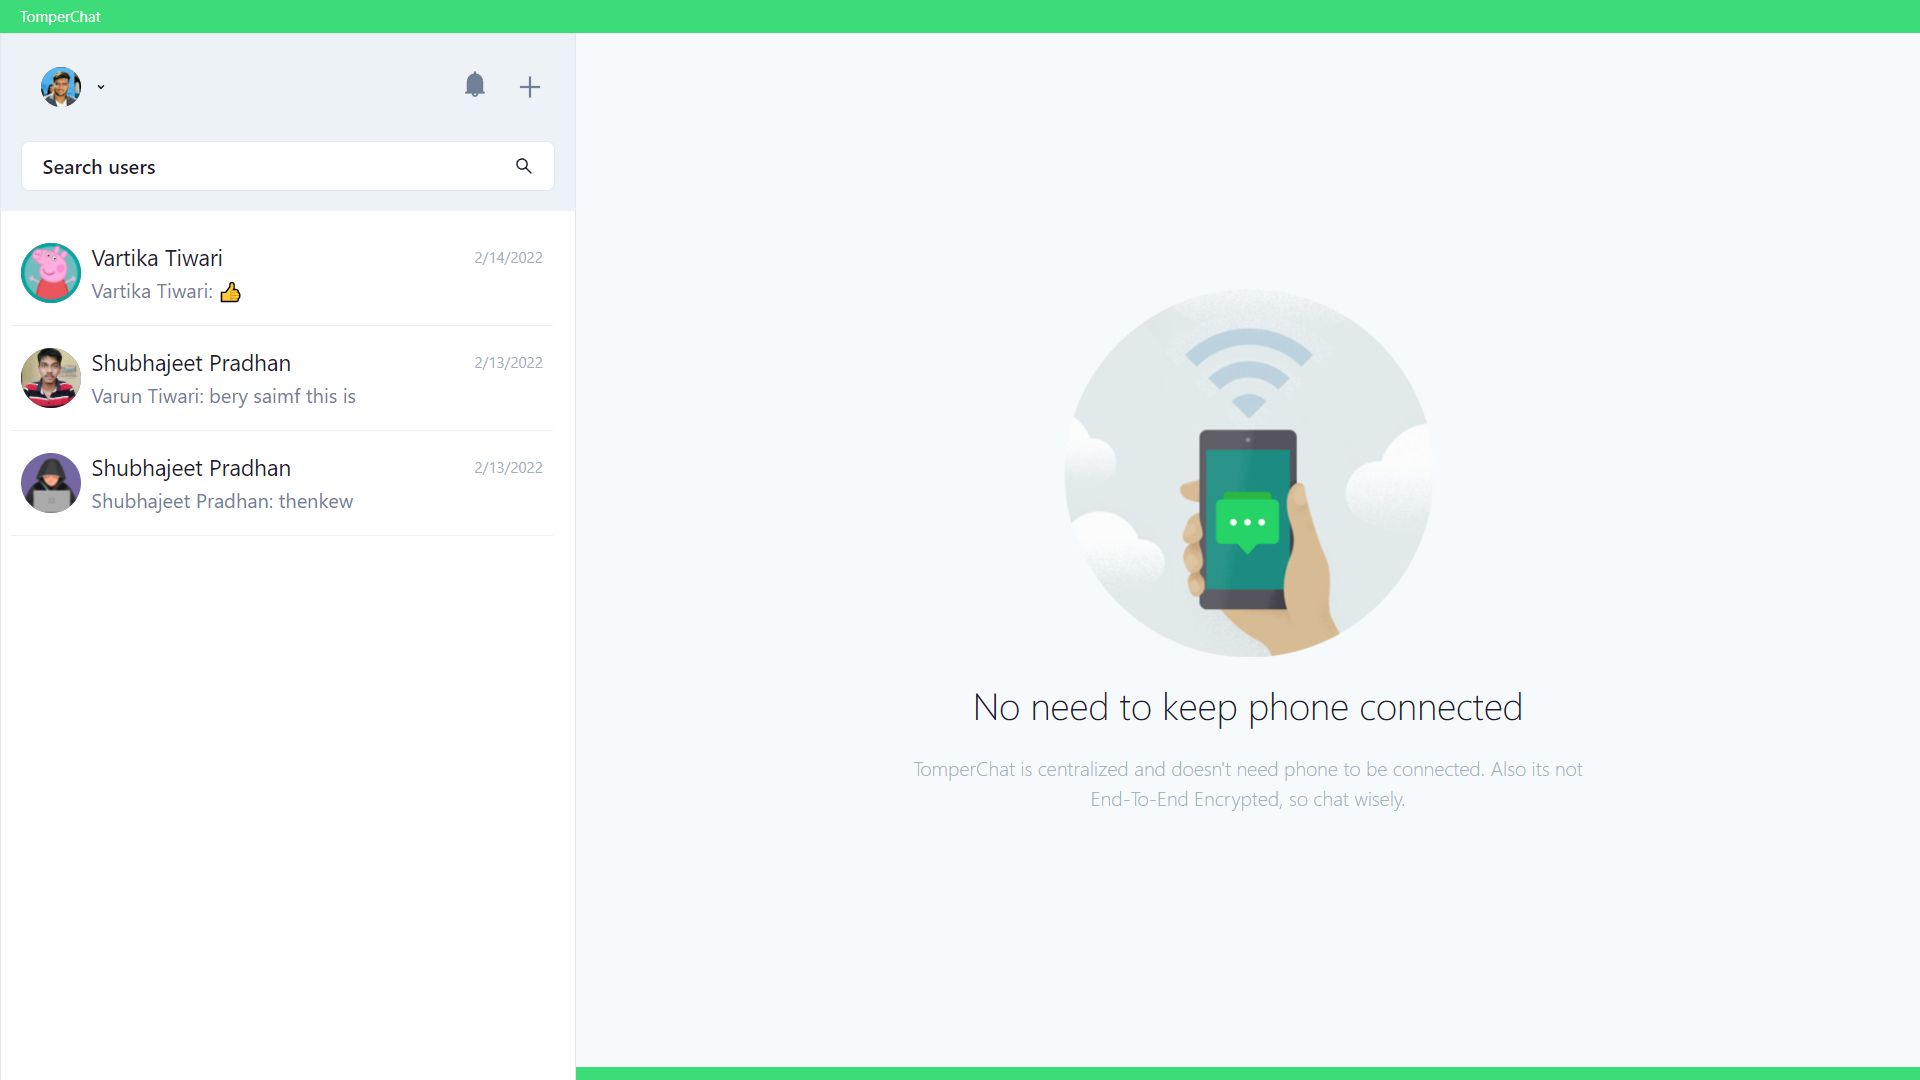 TomperChat
Search users
Vartika Tiwari
2/14/2022
Vartika Tiwari: 👍
Shubhajeet Pradhan
2/13/2022
Varun Tiwari: bery saimf this is
Shubhajeet Pradhan
2/13/2022
Shubhajeet Pradhan: thenkew
No need to keep phone connected
TomperChat is centralized and doesn't need phone to be connected. Also its not
End-To-End Encrypted, so chat wisely.